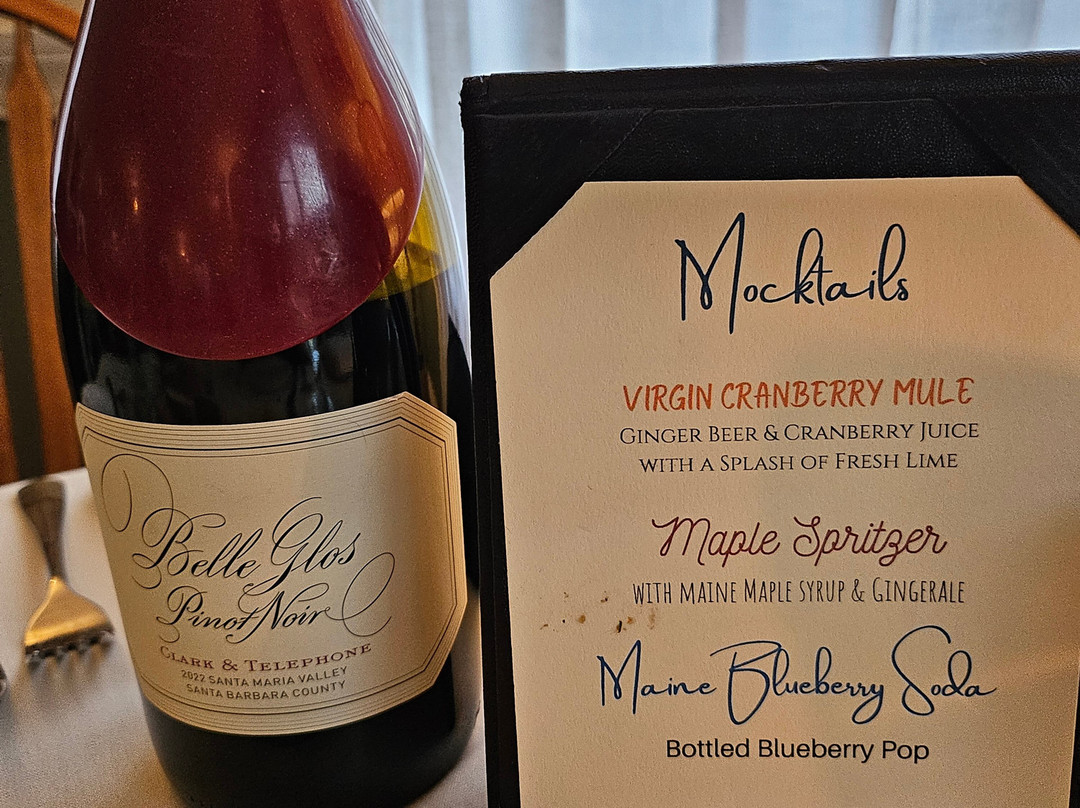 Belle Glos
Pinot Noir
CLARK & TELEPHONE
2022 SANTA MARIA VALLEY
SANTA BARBARA COUNTY
Mocktails
VIRGIN CRANBERRY MULE
GINGER BEER & CRANBERRY JUICE
WITH A SPLASH OF FRESH LIME
Maple Spritzer
WITH MAINE MAPLE SYRUP & GINGERALE
Maine Blueberry Soda
Bottled Blueberry Pop